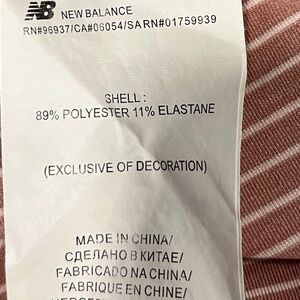 NB NEW BALANCE
RN#96937/CA#06054/SARN#01759939
SHELL:
89% POLYESTER 11% ELASTANE
(EXCLUSIVE OF DECORATION)
MADE IN CHINA/
СДЕЛАНО В КИТАЕ/
FABRICADO NA CHINA/
FABRIQUE EN CHINE/